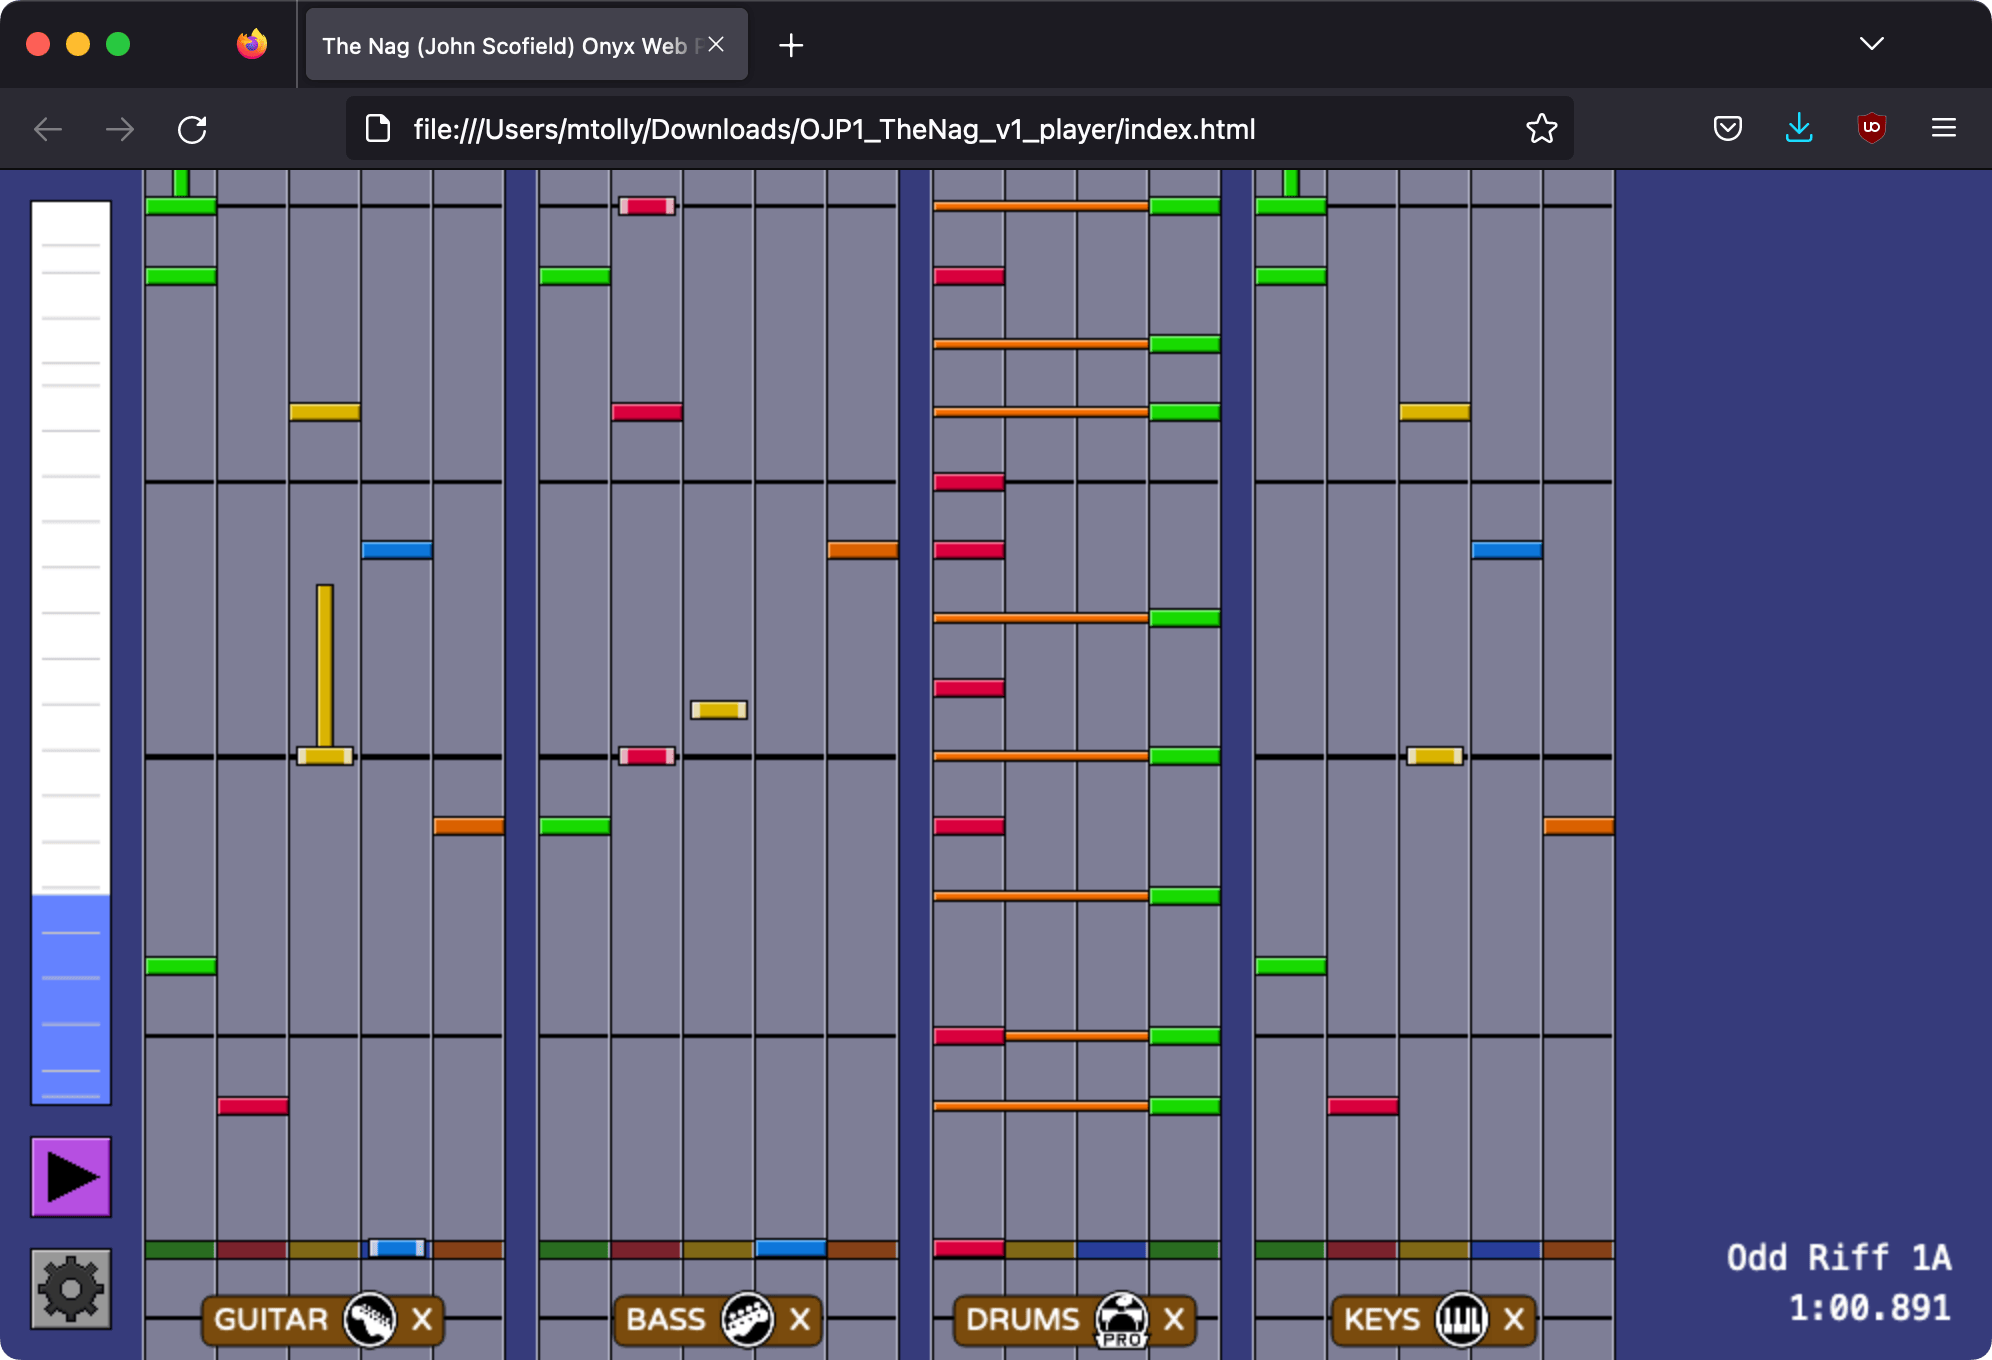 The Nag (John Scofield) Onyx Web
file:///Users/mtolly/Downloads/OJP1_TheNag_v1_player/index.html
GUITAR X
BASS X
DRUMS PRO X
KEYS X
Odd Riff 1A
1:00.891